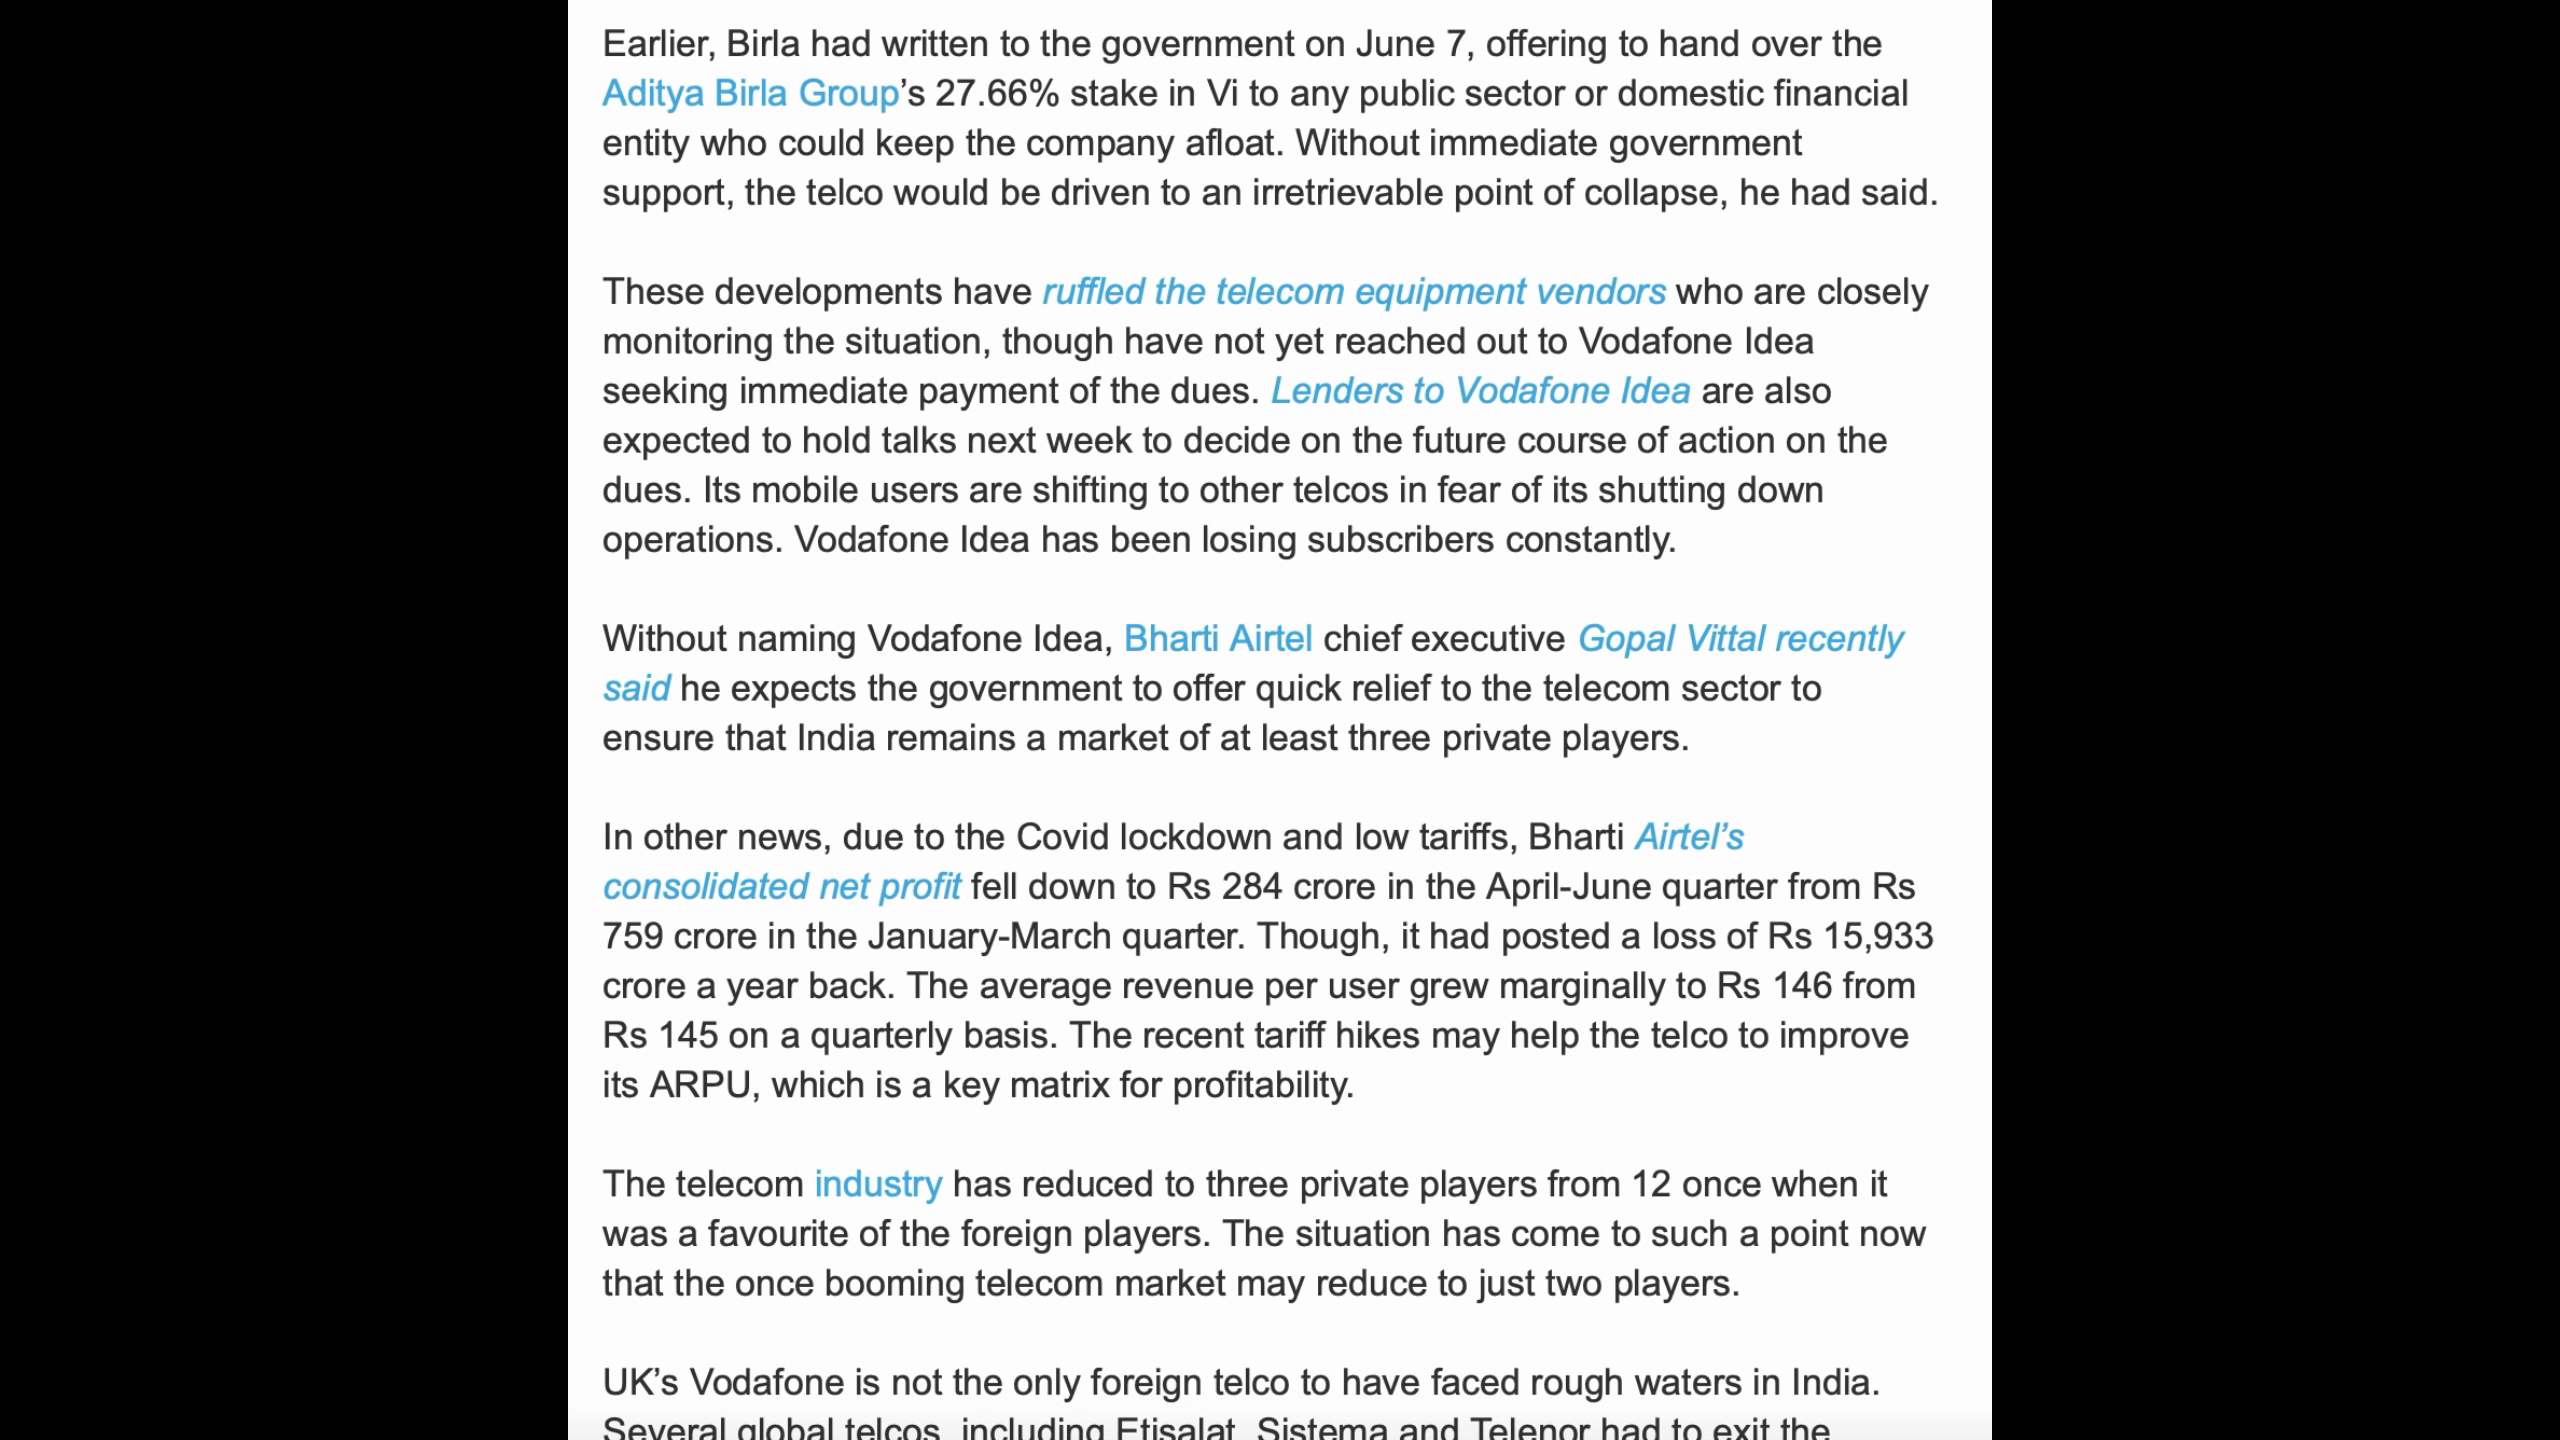 Earlier, Birla had written to the government on June 7, offering to hand over the
Aditya Birla Group’s 27.66% stake in Vi to any public sector or domestic financial
entity who could keep the company afloat. Without immediate government
support, the telco would be driven to an irretrievable point of collapse, he had said.
These developments have ruffled the telecom equipment vendors who are closely
monitoring the situation, though have not yet reached out to Vodafone Idea
seeking immediate payment of the dues. Lenders to Vodafone Idea are also
expected to hold talks next week to decide on the future course of action on the
dues. Its mobile users are shifting to other telcos in fear of its shutting down
operations. Vodafone Idea has been losing subscribers constantly.
Without naming Vodafone Idea, Bharti Airtel chief executive Gopal Vittal recently
said he expects the government to offer quick relief to the telecom sector to
ensure that India remains a market of at least three private players.
In other news, due to the Covid lockdown and low tariffs, Bharti Airtel’s
consolidated net profit fell down to Rs 284 crore in the April-June quarter from Rs
759 crore in the January-March quarter. Though, it had posted a loss of Rs 15,933
crore a year back. The average revenue per user grew marginally to Rs 146 from
Rs 145 on a quarterly basis. The recent tariff hikes may help the telco to improve
its ARPU, which is a key matrix for profitability.
The telecom industry has reduced to three private players from 12 once when it
was a favourite of the foreign players. The situation has come to such a point now
that the once booming telecom market may reduce to just two players.
UK’s Vodafone is not the only foreign telco to have faced rough waters in India.
Several global telcos, including Etisalat, Sistema and Telenor had to exit the